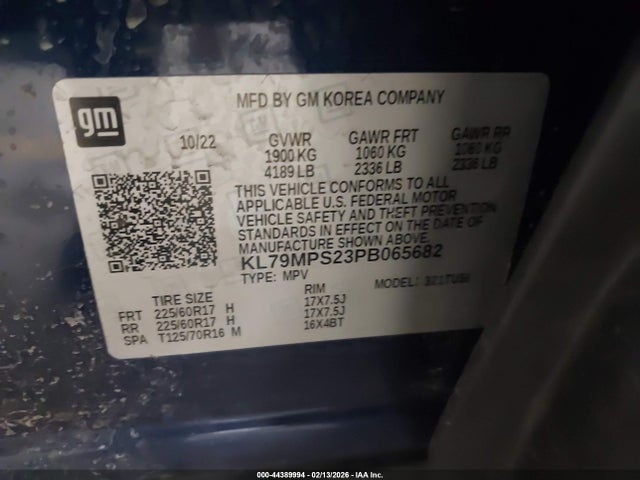 gm
MFD BY GM KOREA COMPANY
10/22 GVWR GAWR FRT GAWR RR
1900 KG 1060 KG 1060 KG
4189 LB 2336 LB 2336 LB
THIS VEHICLE CONFORMS TO ALL
APPLICABLE U.S. FEDERAL MOTOR
VEHICLE SAFETY AND THEFT PREVENTION
STANDARDS IN EFFECT ON THE DATE OF
MANUFACTURE SHOWN ABOVE.
KL79MPS23PB065682
TYPE: MPV MODEL:
TIRE SIZE RIM
FRT 225/60R17 H 17X7.5J
RR 225/60R17 H 17X7.5J
SPA T125/70R16 M 16X4BT
000-44389994 - 02/13/2026 - IAA Inc.